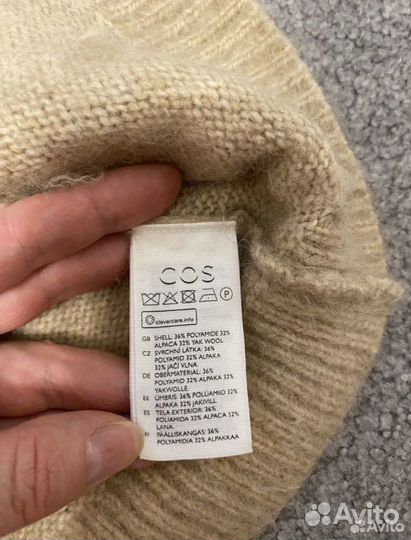 COS
P
clevercare.info
GB SHELL: 36% POLYAMIDE 32%
ALPACA 32% YAK WOOL
CZ SVRCHNÍ LÁTKA: 36%
POLYAMID 32% ALPAKA
32% JAČÍ VLNA
DE OBERMATERIAL: 36%
POLYAMID 32% ALPAKA 32%
YAKWOLLE
EE ÜMBRIS: 36% POLÜAMIID 32%
ALPAKA 32% JAKIVILL
ES TELA EXTERIOR: 36%
POLIAMIDA 32% ALPACA 32%
LANA
FI PÄÄLLISKANGAS: 36%
POLYAMIDIA 32% ALPAKKAA
Avito
Avito